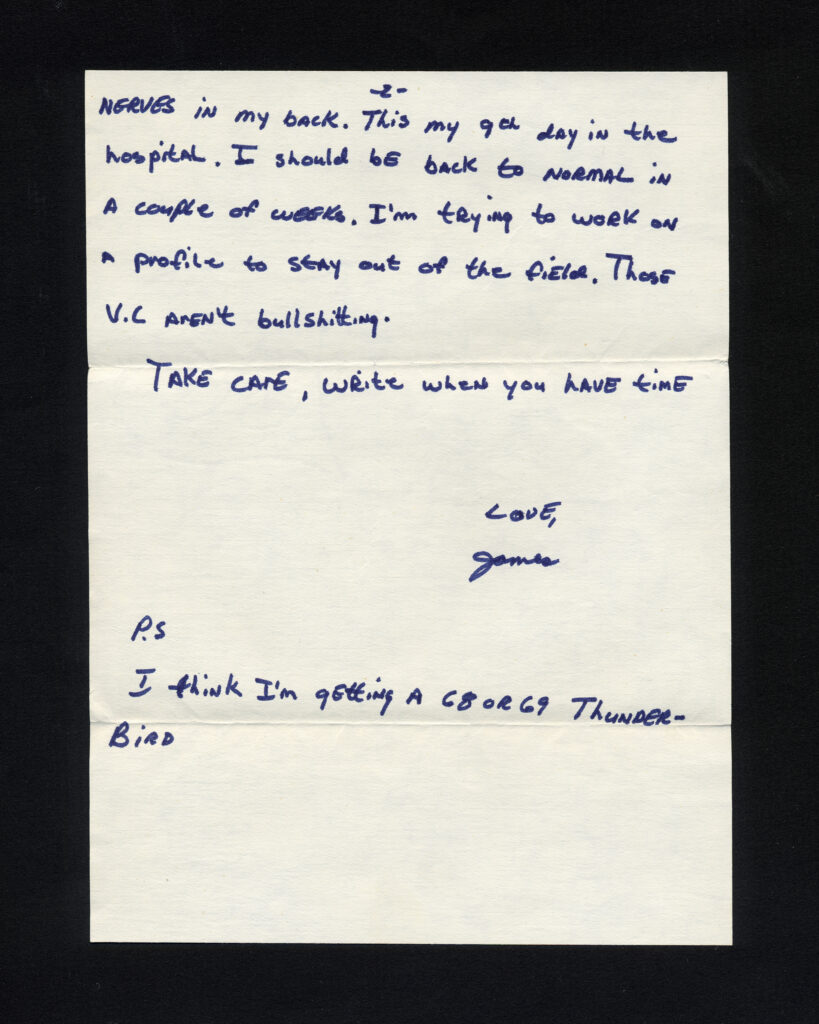 -2-
NERVES in my back. This my 9th day in the
hospital. I should be back to normal in
a couple of weeks. I'm trying to work on
a profile to stay out of the field. Those
V.C aren't bullshitting.
Take care, write when you have time
Love,
James
P.S
I think I'm getting a 68 or 69 Thunder-
Bird